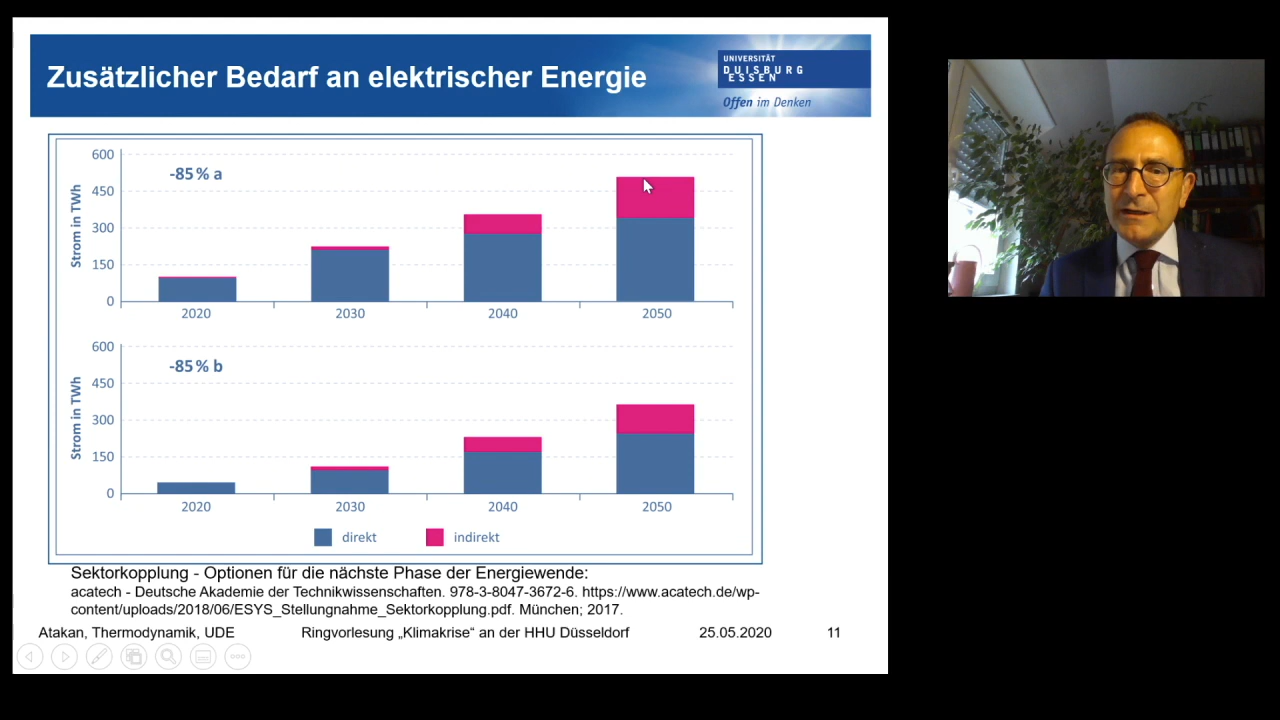 Zusätzlicher Bedarf an elektrischer Energie
UNIVERSITÄT
DUISBURG
ESSEN
Offen im Denken
-85 % a
Strom in TWh
600
450
300
150
0
2020 2030 2040 2050
-85 % b
Strom in TWh
600
450
300
150
0
2020 2030 2040 2050
direkt indirekt
Sektorkopplung - Optionen für die nächste Phase der Energiewende:
acatech - Deutsche Akademie der Technikwissenschaften. 978-3-8047-3672-6. https://www.acatech.de/wp-
content/uploads/2018/06/ESYS_Stellungnahme_Sektorkopplung.pdf. München; 2017.
Atakan, Thermodynamik, UDE Ringvorlesung „Klimakrise“ an der HHU Düsseldorf 25.05.2020 11